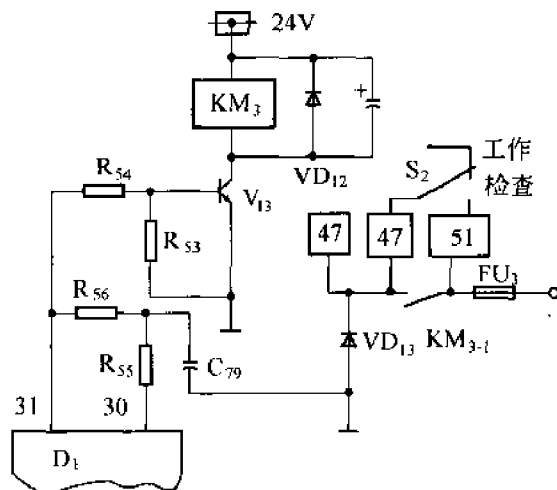 24V
KM₃
VD₁₂
R₅₄
V₁₃
R₅₃
S₂
工作
检查
47
47
51
FU₃
R₅₆
R₅₅
C₇₉
VD₁₃
KM₃₋₁
31
30
D₁